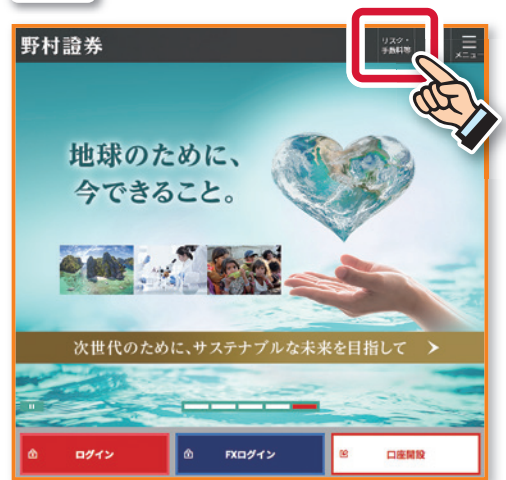 野村證券
リスク・
手数料等
メニュー
地球のために、
今できること。
次世代のために、サステナブルな未来を目指して
ログイン
FXログイン
口座開設